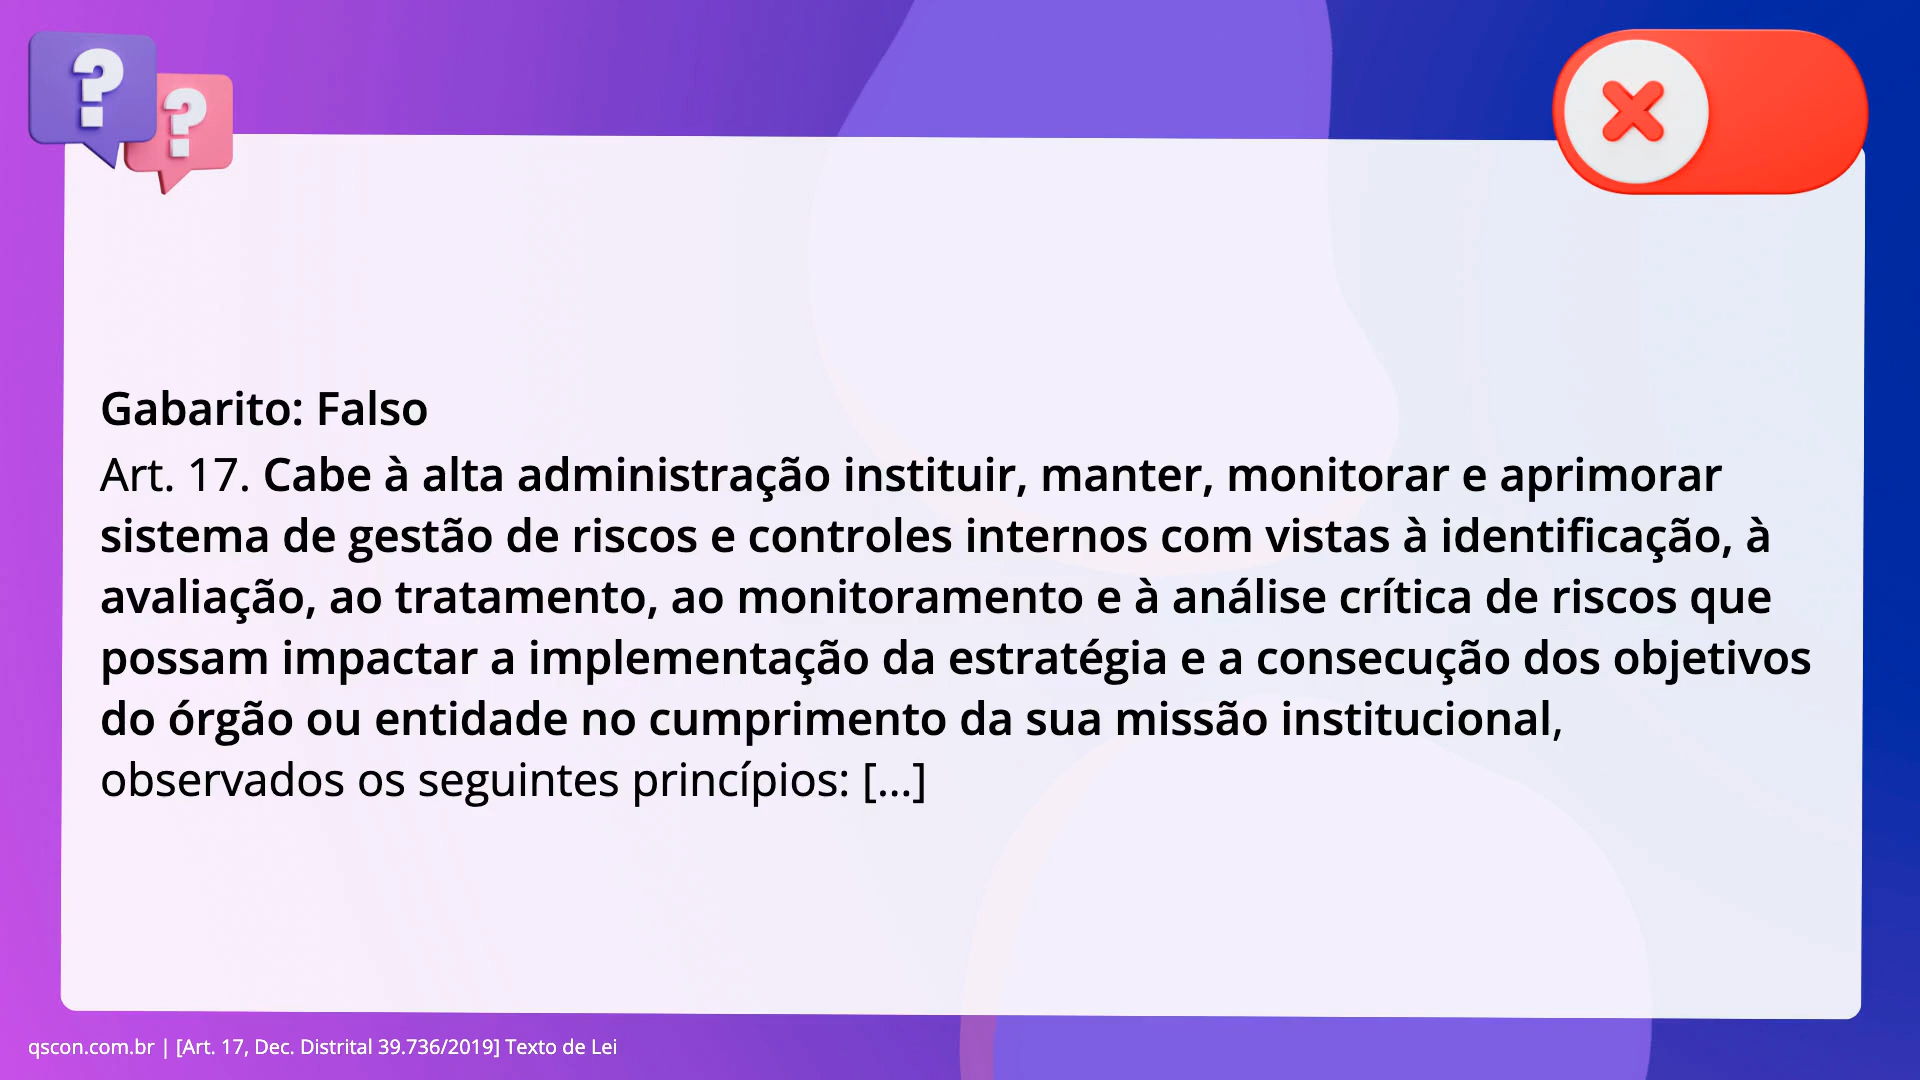 ? ?
Gabarito: Falso
Art. 17. Cabe à alta administração instituir, manter, monitorar e aprimorar
sistema de gestão de riscos e controles internos com vistas à identificação, à
avaliação, ao tratamento, ao monitoramento e à análise crítica de riscos que
possam impactar a implementação da estratégia e a consecução dos objetivos
do órgão ou entidade no cumprimento da sua missão institucional,
observados os seguintes princípios: [...]
qscon.com.br | [Art. 17, Dec. Distrital 39.736/2019] Texto de Lei